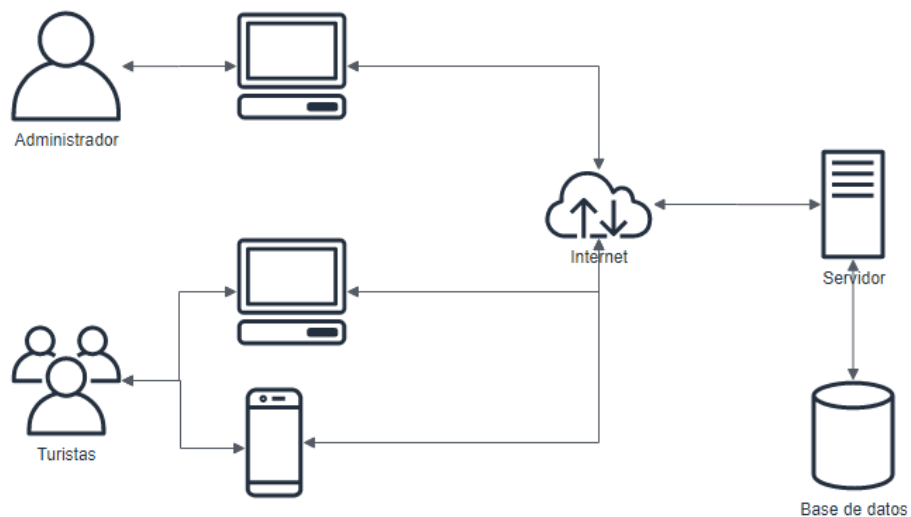 Administrador
Internet
Servidor
Turistas
Base de datos